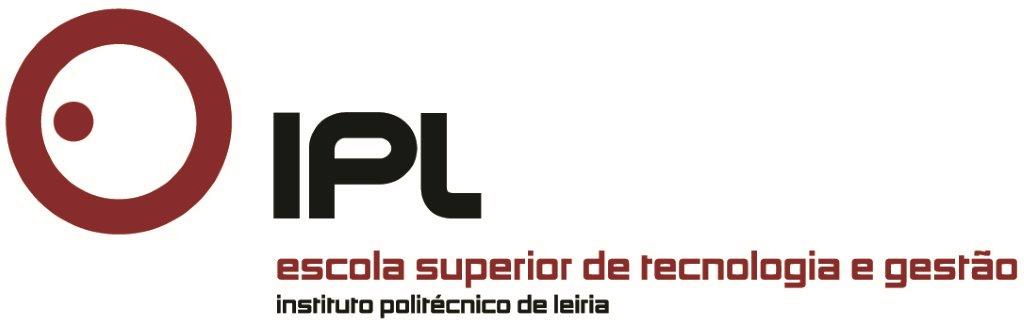 IPL
escola superior de tecnologia e gestão
instituto politécnico de leiria